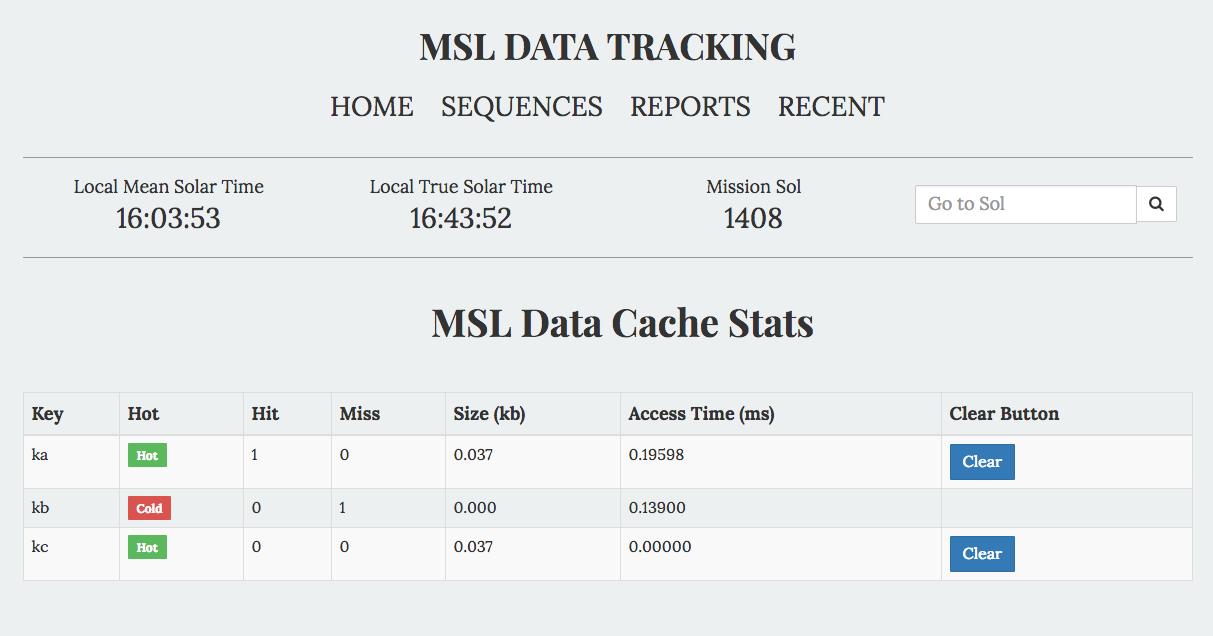 MSL DATA TRACKING
HOME SEQUENCES REPORTS RECENT
Local Mean Solar Time Local True Solar Time Mission Sol
16:03:53 16:43:52 1408
Go to Sol
MSL Data Cache Stats
Key Hot Hit Miss Size (kb) Access Time (ms) Clear Button
ka Hot 1 0 0.037 0.19598 Clear
kb Cold 0 1 0.000 0.13900
kc Hot 0 0 0.037 0.00000 Clear